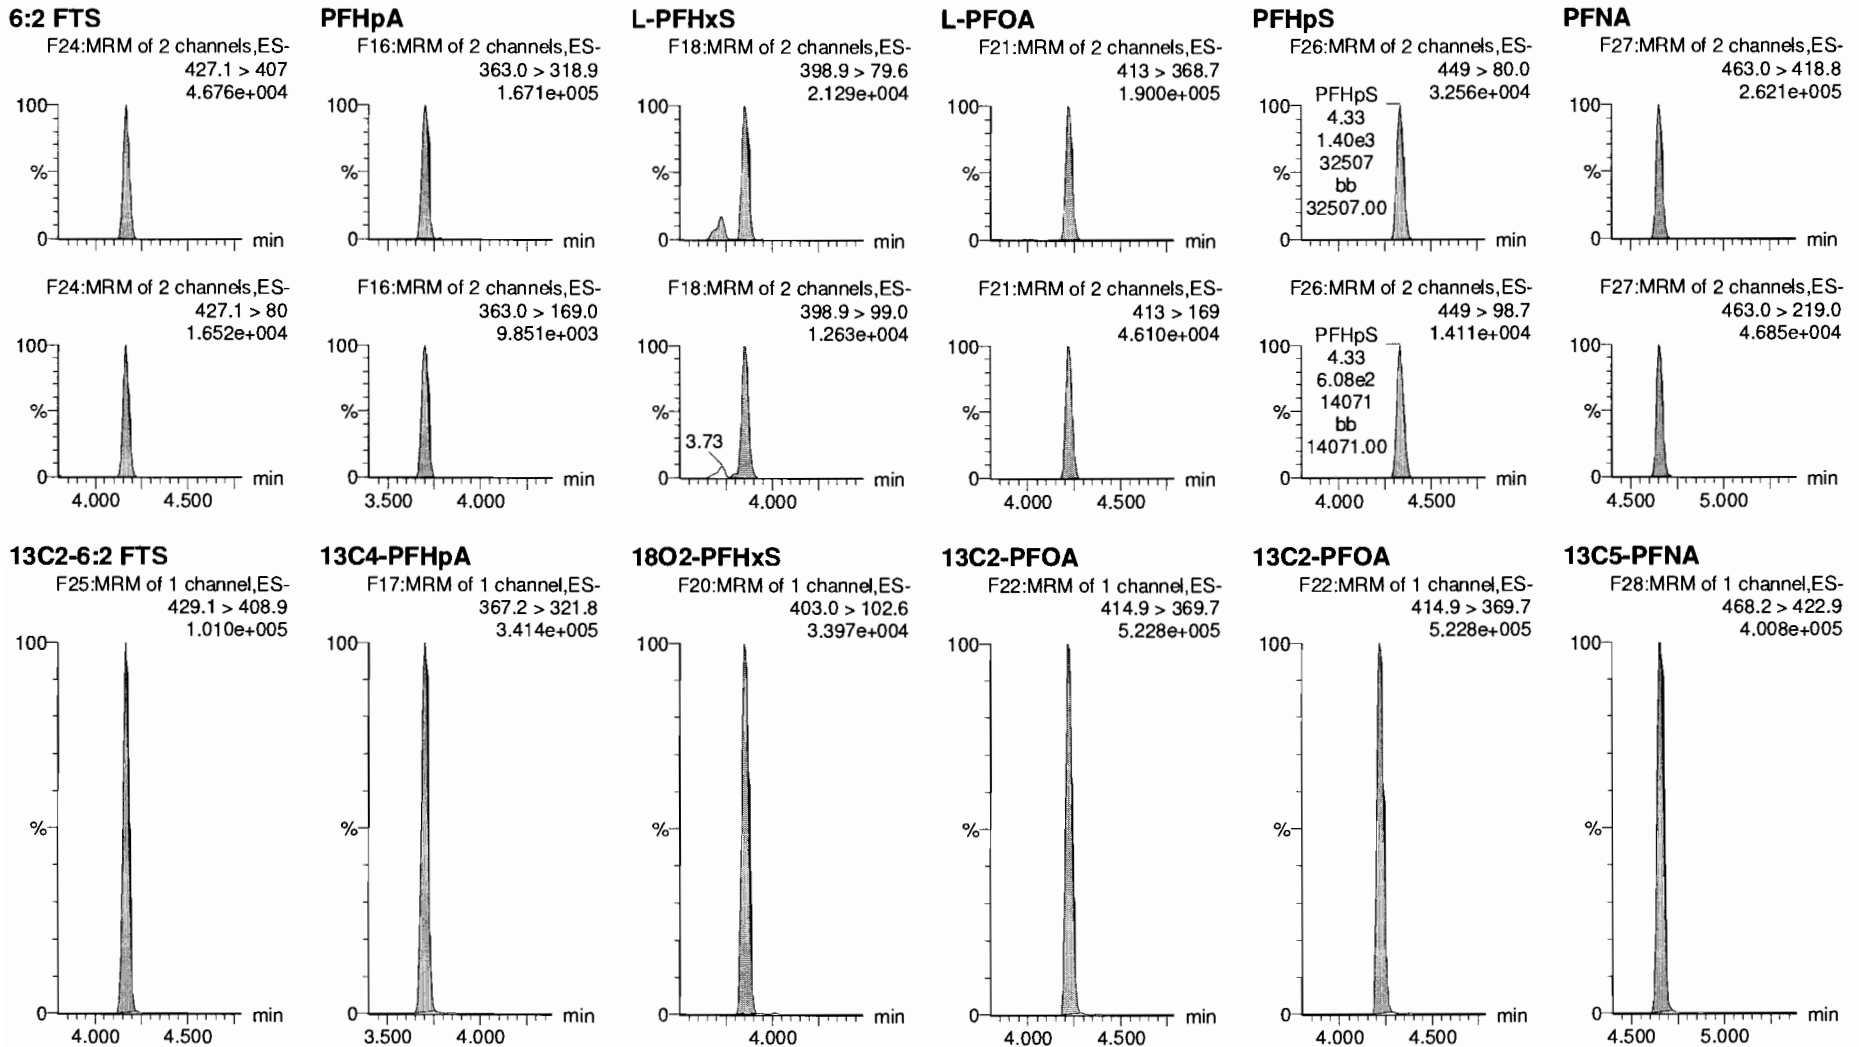 6:2 FTS
F24:MRM of 2 channels,ES-
427.1 > 407
4.676e+004
100
%
0
min
F24:MRM of 2 channels,ES-
427.1 > 80
1.652e+004
100
%
0
min
4.000 4.500
PFHpA
F16:MRM of 2 channels,ES-
363.0 > 318.9
1.671e+005
100
%
0
min
F16:MRM of 2 channels,ES-
363.0 > 169.0
9.851e+003
100
%
0
min
3.500 4.000
L-PFHxS
F18:MRM of 2 channels,ES-
398.9 > 79.6
2.129e+004
100
%
0
min
F18:MRM of 2 channels,ES-
398.9 > 99.0
1.263e+004
100
%
3.73
0
min
4.000
L-PFOA
F21:MRM of 2 channels,ES-
413 > 368.7
1.900e+005
100
%
0
min
F21:MRM of 2 channels,ES-
413 > 169
4.610e+004
100
%
0
min
4.000 4.500
PFHpS
F26:MRM of 2 channels,ES-
449 > 80.0
3.256e+004
100
PFHpS
4.33
1.40e3
32507
bb
32507.00
%
0
min
F26:MRM of 2 channels,ES-
449 > 98.7
1.411e+004
100
PFHpS
4.33
6.08e2
14071
bb
14071.00
%
0
min
4.000 4.500
PFNA
F27:MRM of 2 channels,ES-
463.0 > 418.8
2.621e+005
100
%
0
min
F27:MRM of 2 channels,ES-
463.0 > 219.0
4.685e+004
100
%
0
min
4.500 5.000
13C2-6:2 FTS
F25:MRM of 1 channel,ES-
429.1 > 408.9
1.010e+005
100
%
0
min
4.000 4.500
13C4-PFHpA
F17:MRM of 1 channel,ES-
367.2 > 321.8
3.414e+005
100
%
0
min
3.500 4.000
18O2-PFHxS
F20:MRM of 1 channel,ES-
403.0 > 102.6
3.397e+004
100
%
0
min
4.000
13C2-PFOA
F22:MRM of 1 channel,ES-
414.9 > 369.7
5.228e+005
100
%
0
min
4.000 4.500
13C2-PFOA
F22:MRM of 1 channel,ES-
414.9 > 369.7
5.228e+005
100
%
0
min
4.000 4.500
13C5-PFNA
F28:MRM of 1 channel,ES-
468.2 > 422.9
4.008e+005
100
%
0
min
4.500 5.000